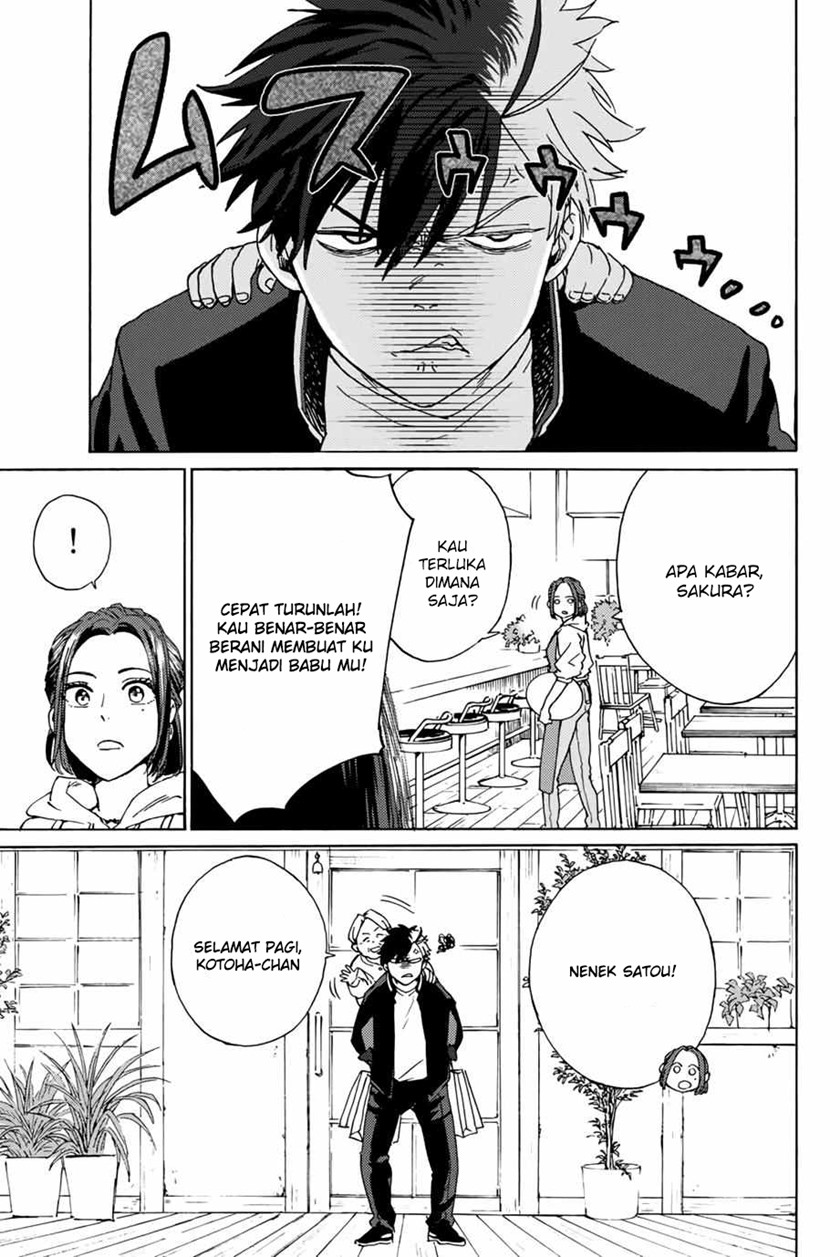 ムスゥゥゥ...
APA KABAR,
SAKURA?
KAU
TERLUKA
DIMANA
SAJA?
CEPAT TURUNLAH!
KAU BENAR-BENAR
BERANI MEMBUAT KU
MENJADI BABU MU!
!
NENEK SATOU!
SELAMAT PAGI,
KOTOHA-CHAN